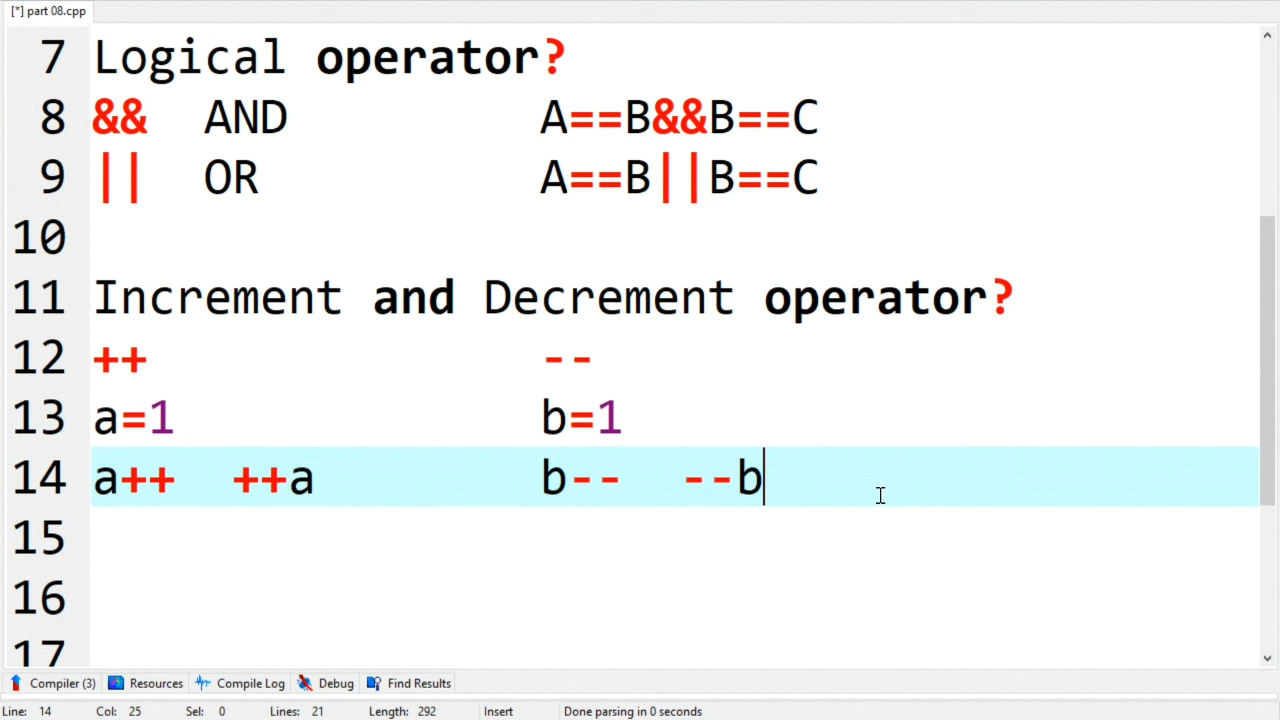 [*] part 08.cpp
7 Logical operator?
8 && AND A==B&&B==C
9 || OR A==B||B==C
10
11 Increment and Decrement operator?
12 ++ --
13 a=1 b=1
14 a++ ++a b-- --b
15
16
17
Compiler (3) Resources Compile Log Debug Find Results
Line: 14 Col: 25 Sel: 0 Lines: 21 Length: 292 Insert Done parsing in 0 seconds